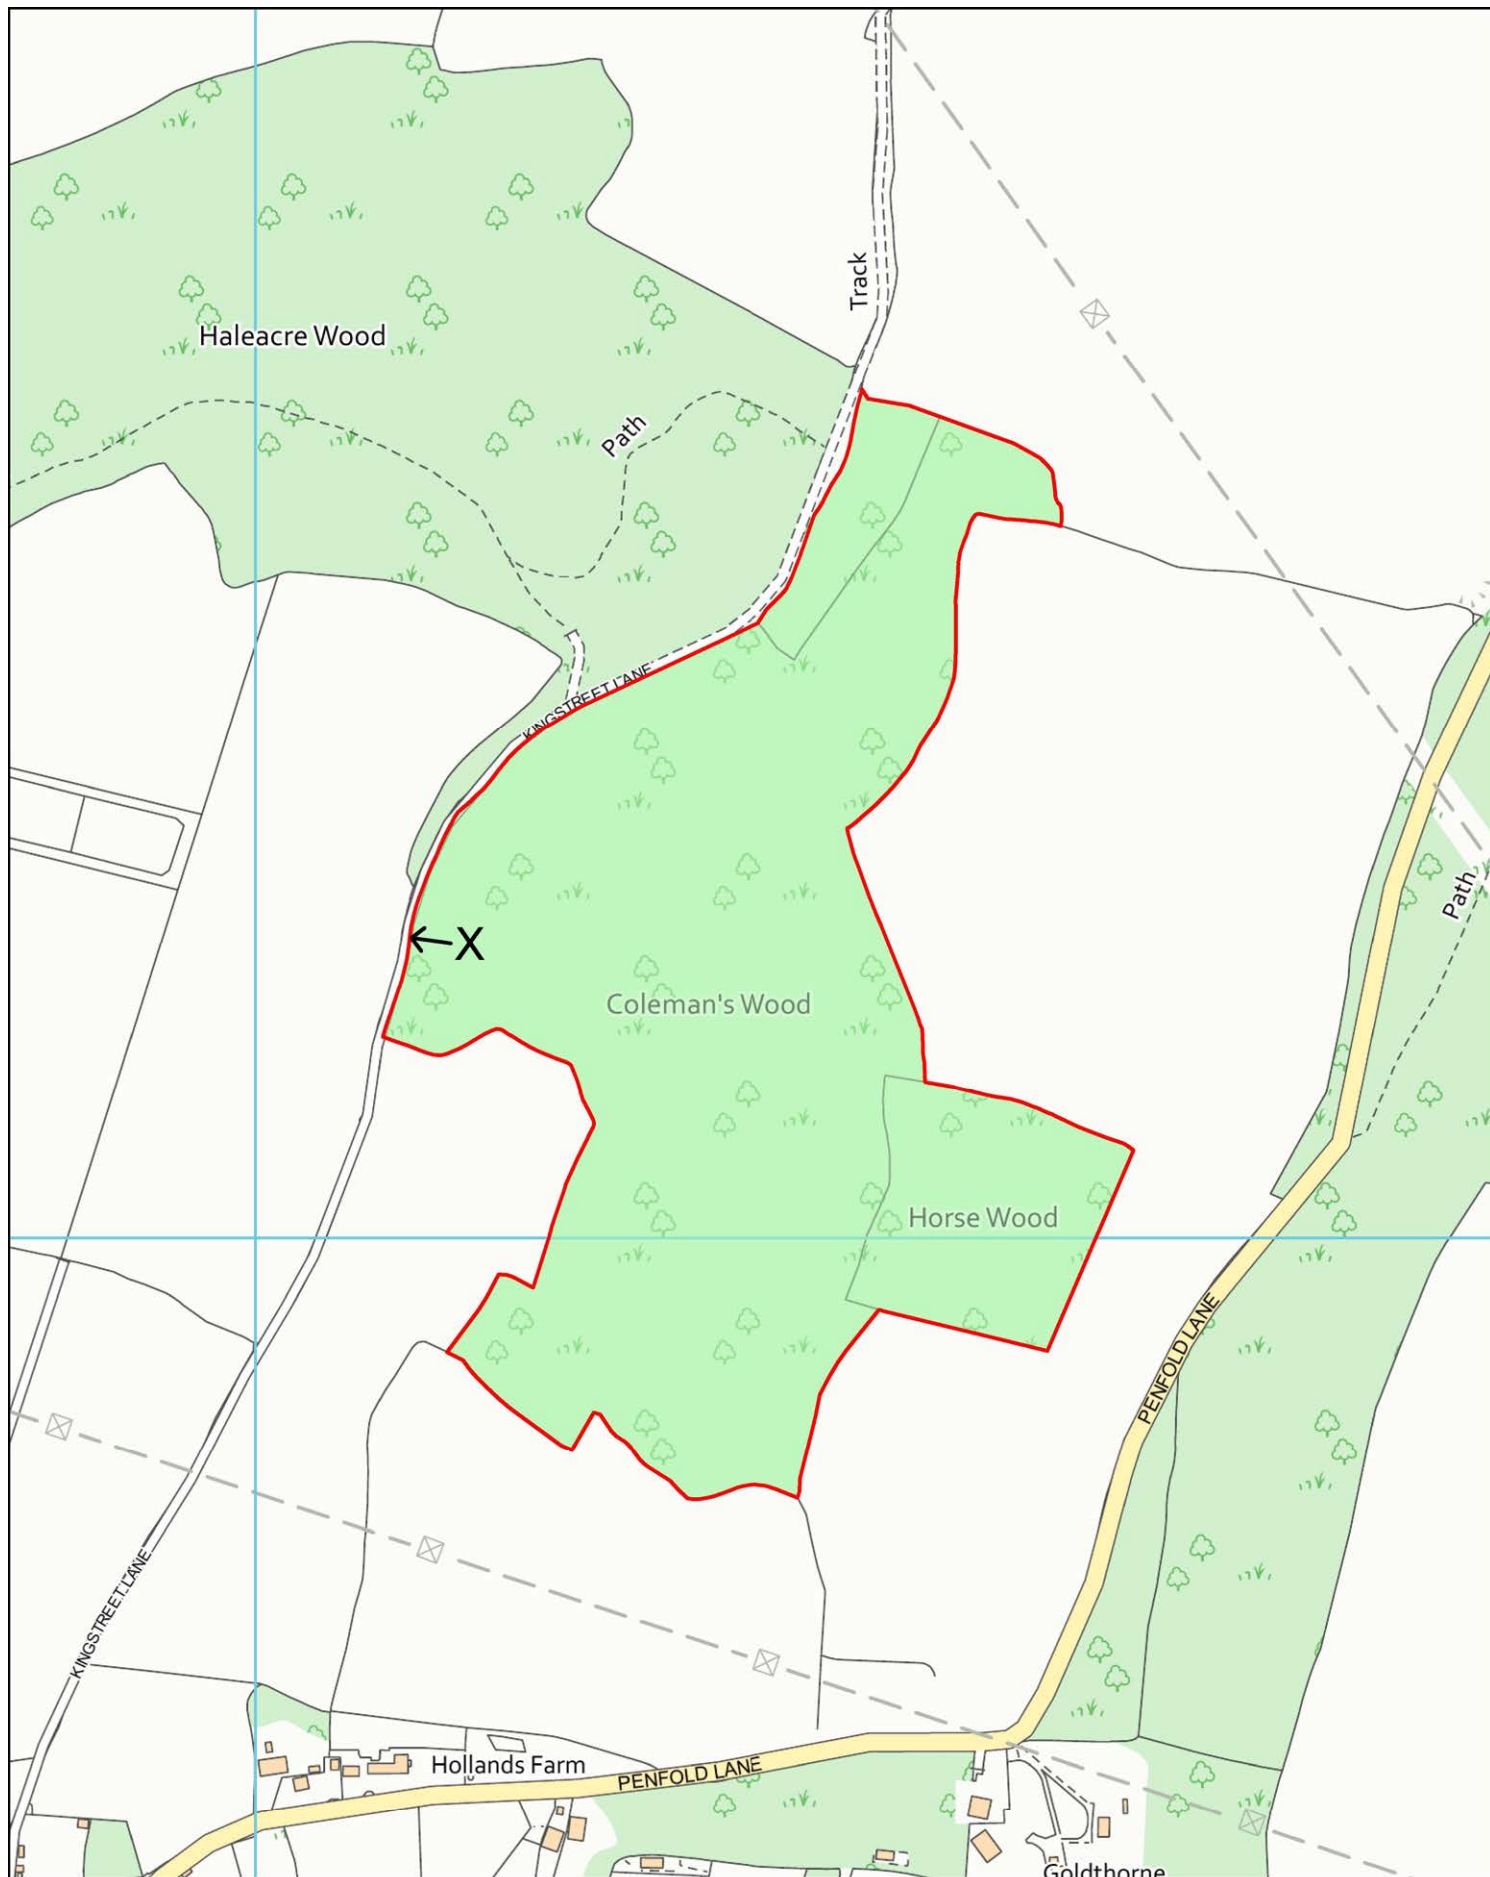 Track
Haleacre Wood
Path
KINGSTREET LANE
Path
X
Coleman's Wood
Horse Wood
PENFOLD LANE
KINGSTREET LANE
Hollands Farm
PENFOLD LANE
Goldthorne